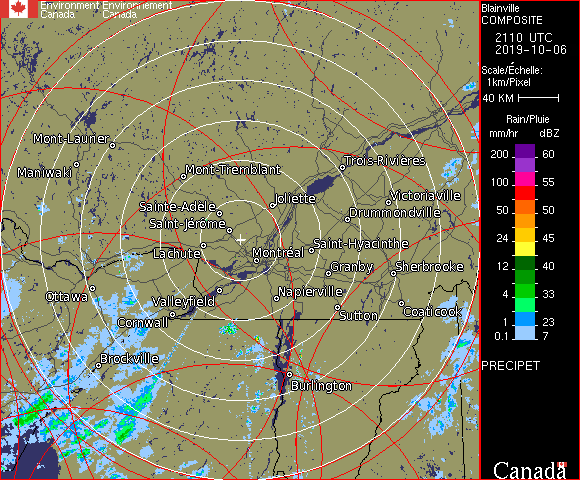 Environment Environnement
Canada Canada
Blainville
COMPOSITE
2110 UTC
2019-10-06
Scale/Échelle:
1km/Pixel
40 KM
Rain/Pluie
mm/hr dBZ
200 60
100 55
50 50
24 45
12 40
4 33
1 23
0.1 7
PRECIPET
Canada
Mont-Laurier
Maniwaki
Mont-Tremblant
Trois-Rivières
Joliette
Victoriaville
Sainte-Adèle
Drummondville
Saint-Jérôme
Saint-Hyacinthe
Lachute
Montréal
Granby
Sherbrooke
Ottawa
Valleyfield
Napierville
Cornwall
Sutton
Coaticook
Brockville
Burlington